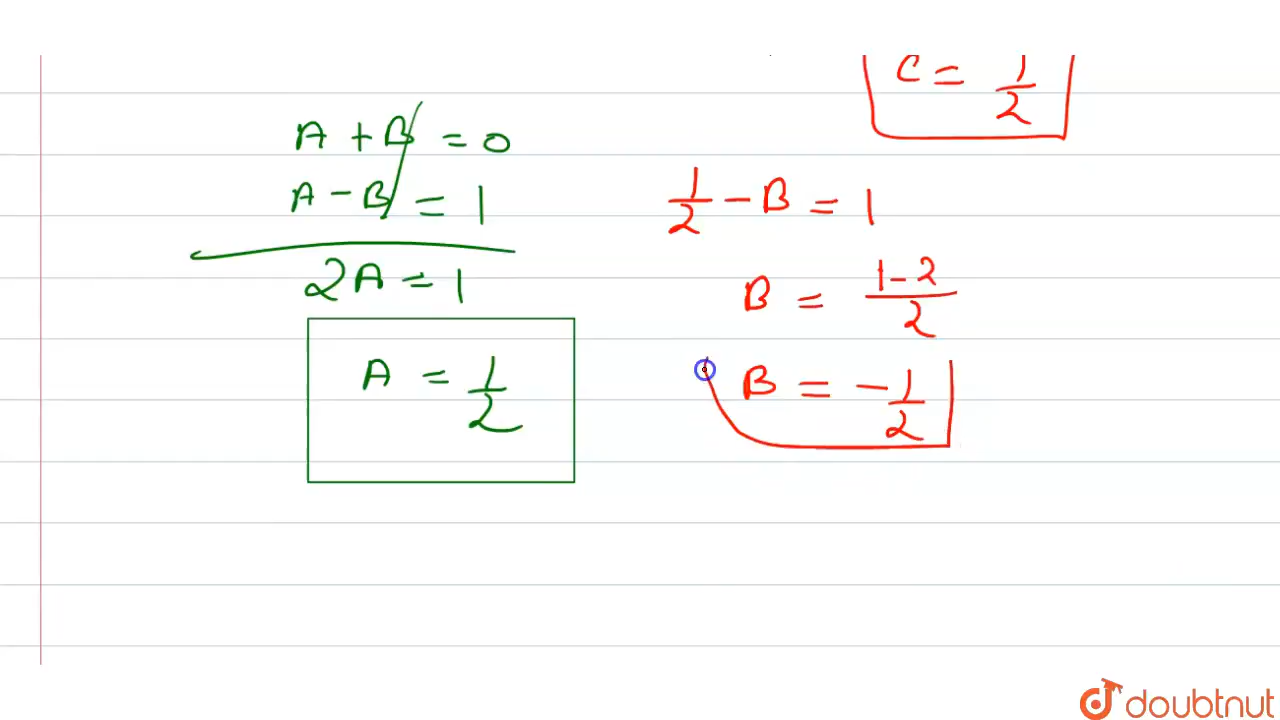 C = 1/2
A + B = 0
A - B = 1
2A = 1
A = 1/2
1/2 - B = 1
B = 1-2/2
B = -1/2
doubtnut